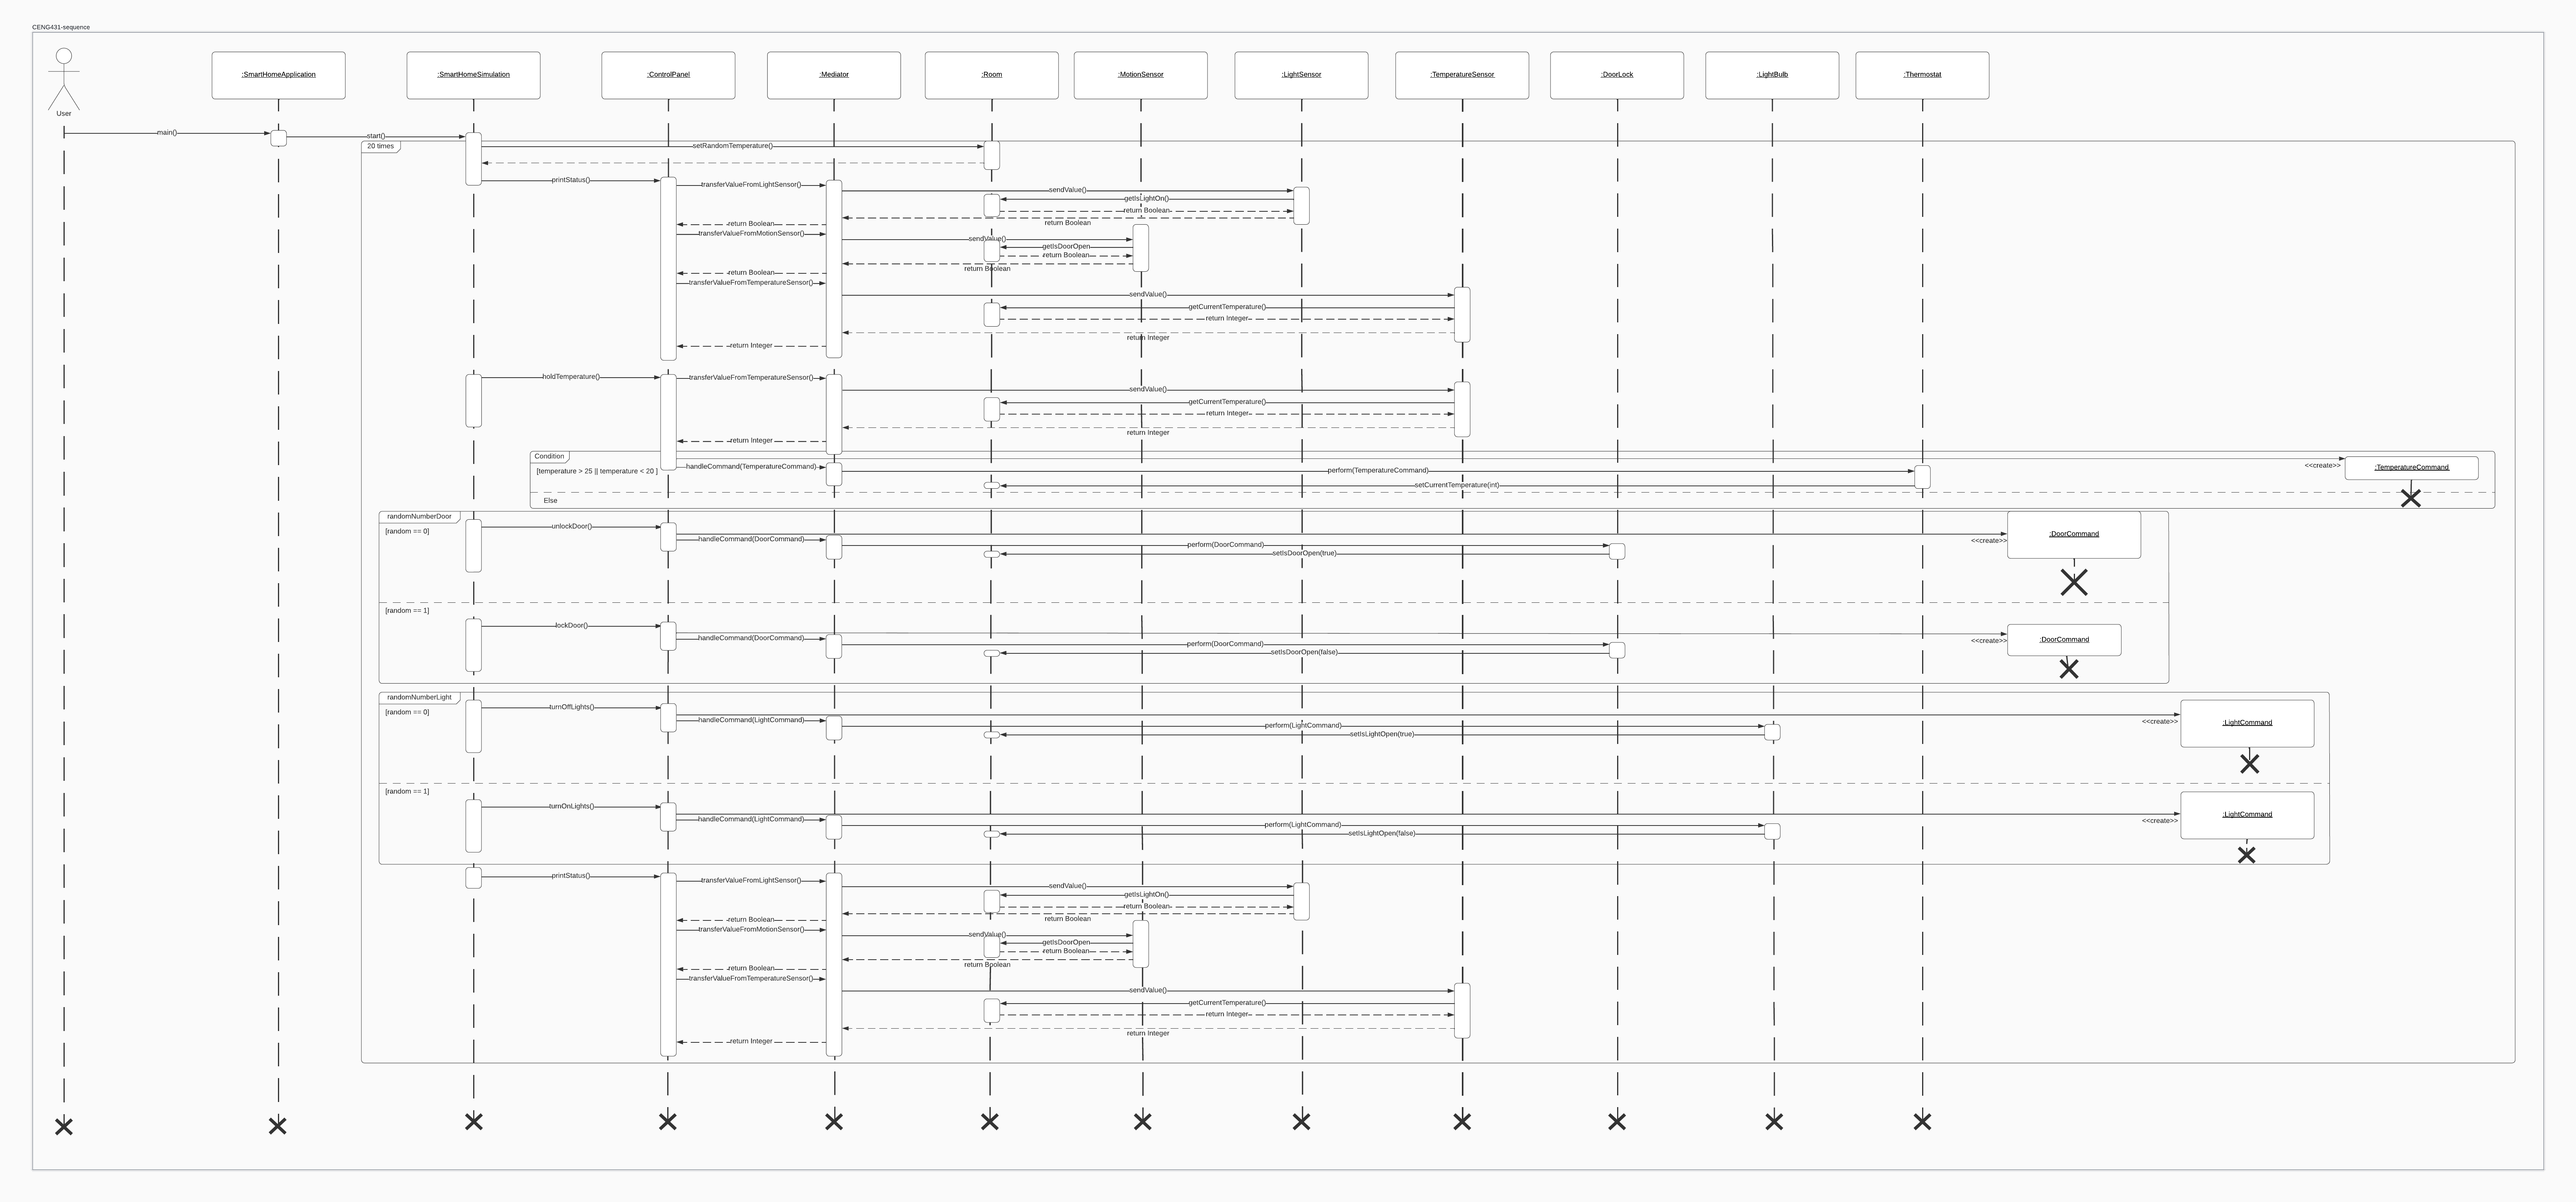 CENG431-sequence
:SmartHomeApplication
:SmartHomeSimulation
:ControlPanel
:Mediator
:Room
:MotionSensor
:LightSensor
:TemperatureSensor
:DoorLock
:LightBulb
:Thermostat
User
main()
start()
20 times
setRandomTemperature()
printStatus()
transferValueFromLightSensor()
sendValue()
getIsLightOn()
return Boolean
return Boolean
return Boolean
transferValueFromMotionSensor()
sendValue()
getIsDoorOpen
return Boolean
return Boolean
return Boolean
transferValueFromTemperatureSensor()
sendValue()
getCurrentTemperature()
return Integer
return Integer
return Integer
holdTemperature()
transferValueFromTemperatureSensor()
sendValue()
getCurrentTemperature()
return Integer
return Integer
return Integer
Condition
[temperature > 25 || temperature < 20 ]
handleCommand(TemperatureCommand)
perform(TemperatureCommand)
<<create>>
:TemperatureCommand
setCurrentTemperature(int)
Else
randomNumberDoor
[random == 0]
unlockDoor()
handleCommand(DoorCommand)
perform(DoorCommand)
setIsDoorOpen(true)
<<create>>
:DoorCommand
[random == 1]
lockDoor()
handleCommand(DoorCommand)
perform(DoorCommand)
setIsDoorOpen(false)
<<create>>
:DoorCommand
randomNumberLight
[random == 0]
turnOffLights()
handleCommand(LightCommand)
perform(LightCommand)
setIsLightOpen(true)
<<create>>
:LightCommand
[random == 1]
turnOnLights()
handleCommand(LightCommand)
perform(LightCommand)
setIsLightOpen(false)
<<create>>
:LightCommand
printStatus()
transferValueFromLightSensor()
sendValue()
getIsLightOn()
return Boolean
return Boolean
return Boolean
transferValueFromMotionSensor()
sendValue()
getIsDoorOpen
return Boolean
return Boolean
return Boolean
transferValueFromTemperatureSensor()
sendValue()
getCurrentTemperature()
return Integer
return Integer
return Integer